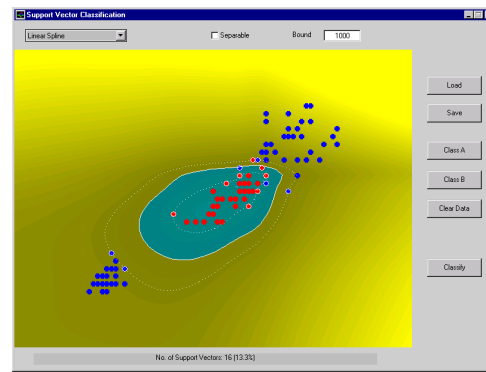 Support Vector Classification
Linear Spline
Separable
Bound
1000
Load
Save
Class A
Class B
Clear Data
Classify
No. of Support Vectors: 16 (13.3%)